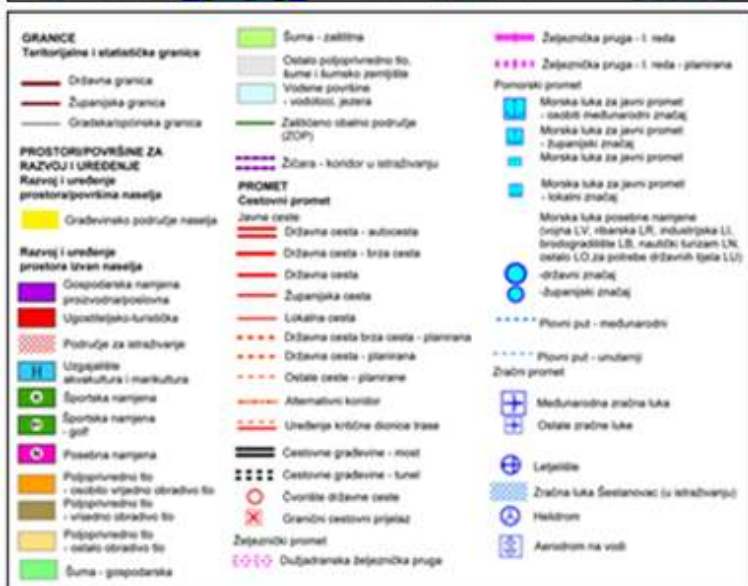 GRANICE
Teritorijalne i statističke granice
Državna granica
Županijska granica
Gradska/općinska granica
PROSTORI/POVRŠINE ZA
RAZVOJ I UREĐENJE
Razvoj i uređenje
prostora/površina naselja
Građevinsko područje naselja
Razvoj i uređenje
prostora izvan naselja
Gospodarska namjena
proizvodna/poslovna
Ugostiteljsko-turistička
Područje za istraživanje
H
Uzgajalište
akvakultura i marikultura
Športska namjena
Športska namjena
- golf
Posebna namjena
Poljoprivredno tlo
- osobito vrijedno obradivo tlo
Poljoprivredno tlo
- vrijedno obradivo tlo
Poljoprivredno tlo
- ostalo obradivo tlo
Šuma - gospodarska
Šuma - zaštitna
Ostalo poljoprivredno tlo,
šume i šumsko zemljište
Vodene površine
- vodotoci, jezera
Zaštićeno obalno područje
(ZOP)
Žičara - koridor u istraživanju
PROMET
Cestovni promet
Javne ceste
Državna cesta - autocesta
Državna cesta - brza cesta
Državna cesta
Županijska cesta
Lokalna cesta
Državna cesta brza cesta - planirana
Državna cesta - planirana
Ostale ceste - planirane
Alternativni koridor
Uređenje kritične dionice trase
Cestovne građevine - most
Cestovne građevine - tunel
Čvorište državne ceste
Granični cestovni prijelaz
Željeznički promet
Dužjadranska željeznička pruga
Željeznička pruga - I. reda
Željeznička pruga - I. reda - planirana
Pomorski promet
Morska luka za javni promet
- osobiti međunarodni značaj
Morska luka za javni promet
- županijski značaj
Morska luka za javni promet
Morska luka za javni promet
- lokalni značaj
Morska luka posebne namjene
(vojna LV, ribarska LR, industrijska LI,
brodogradilište LB, nautički turizam LN,
ostalo LO,za potrebe državnih tijela LU)
-državni značaj
-županijski značaj
Plovni put - međunarodni
Plovni put - unutarnji
Zračni promet
Međunarodna zračna luka
Ostale zračne luke
Letjelište
Zračna luka Šestanovac (u istraživanju)
Helidrom
Aerodrom na vodi